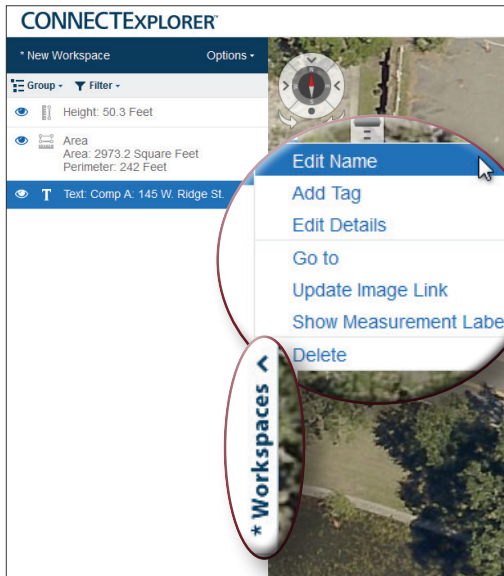 CONNECTEXPLORER™
* New Workspace Options
Group Filter
Height: 50.3 Feet
Area
Area: 2973.2 Square Feet
Perimeter: 242 Feet
T Text: Comp A: 145 W. Ridge St.
Edit Name
Add Tag
Edit Details
Go to
Update Image Link
Show Measurement Labe
Delete
* Workspaces